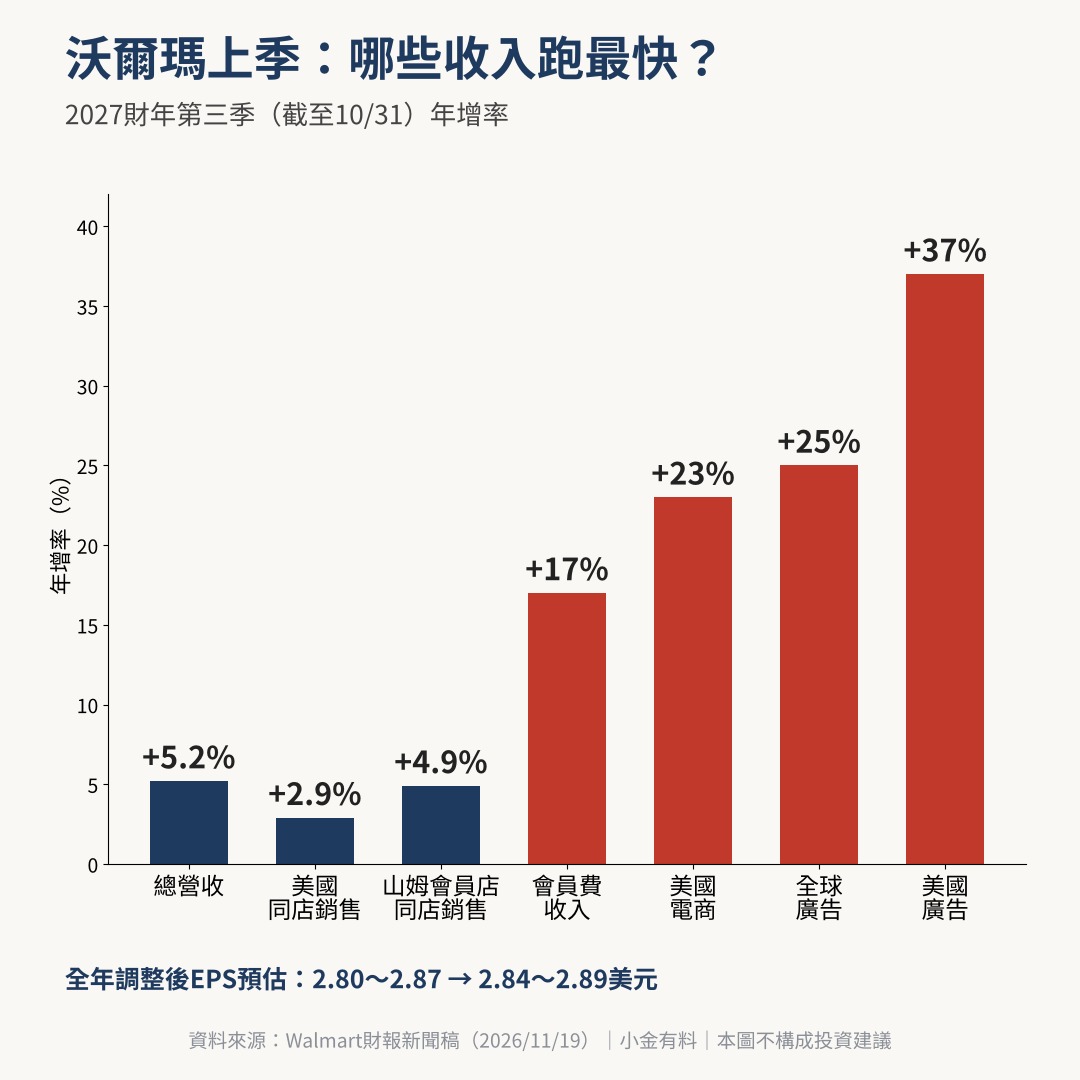 沃爾瑪上季：哪些收入跑最快？
2027財年第三季（截至10/31）年增率
年增率（%）
40
35
30
25
20
15
10
5
0
+5.2%
+2.9%
+4.9%
+17%
+23%
+25%
+37%
總營收
美國
同店銷售
山姆會員店
同店銷售
會員費
收入
美國
電商
全球
廣告
美國
廣告
全年調整後EPS預估：2.80～2.87 → 2.84～2.89美元
資料來源：Walmart財報新聞稿（2026/11/19）｜小金有料｜本圖不構成投資建議